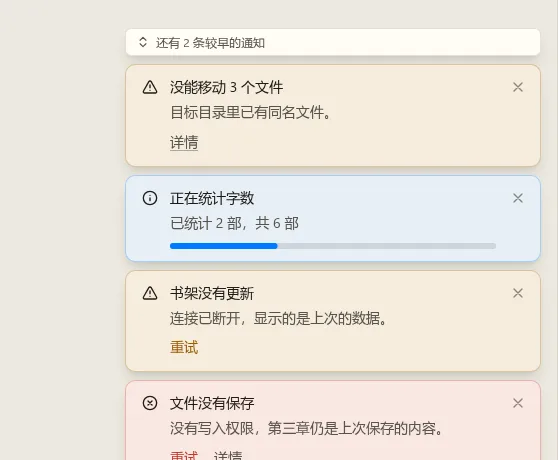 还有 2 条较早的通知
没能移动 3 个文件
目标目录里已有同名文件。
详情
正在统计字数
已统计 2 部，共 6 部
书架没有更新
连接已断开，显示的是上次的数据。
重试
文件没有保存
没有写入权限，第三章仍是上次保存的内容。
重试 详情